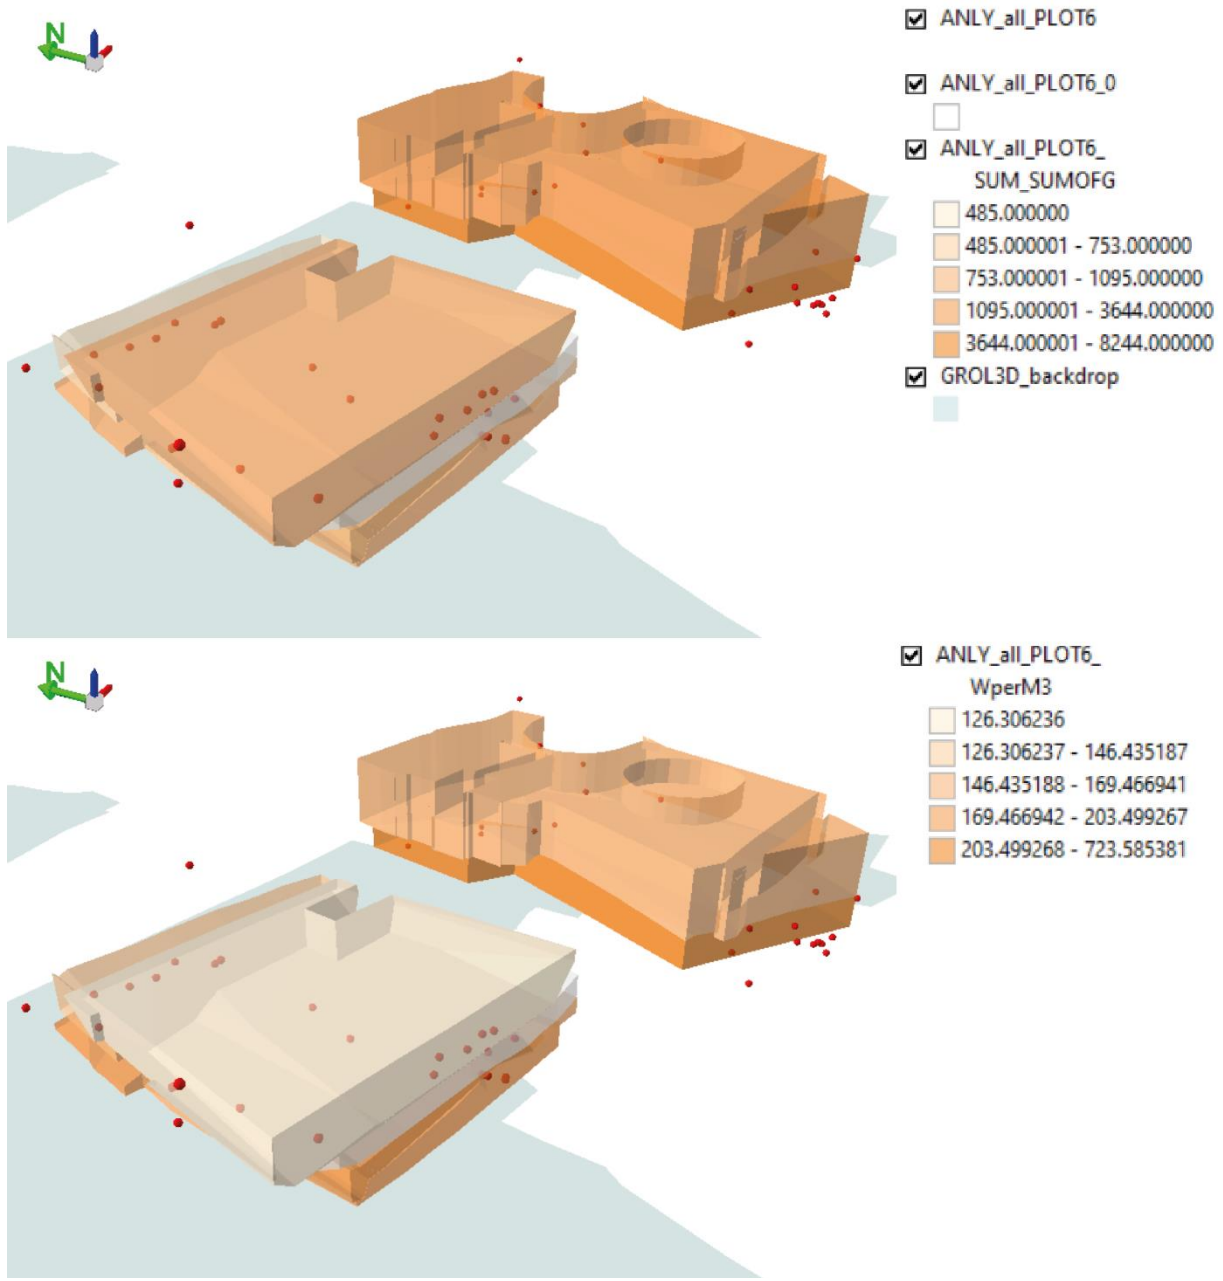 N
ANLY_all_PLOT6
ANLY_all_PLOT6_0
ANLY_all_PLOT6_
SUM_SUMOFG
485.000000
485.000001 - 753.000000
753.000001 - 1095.000000
1095.000001 - 3644.000000
3644.000001 - 8244.000000
GROL3D_backdrop
N
ANLY_all_PLOT6_
WperM3
126.306236
126.306237 - 146.435187
146.435188 - 169.466941
169.466942 - 203.499267
203.499268 - 723.585381